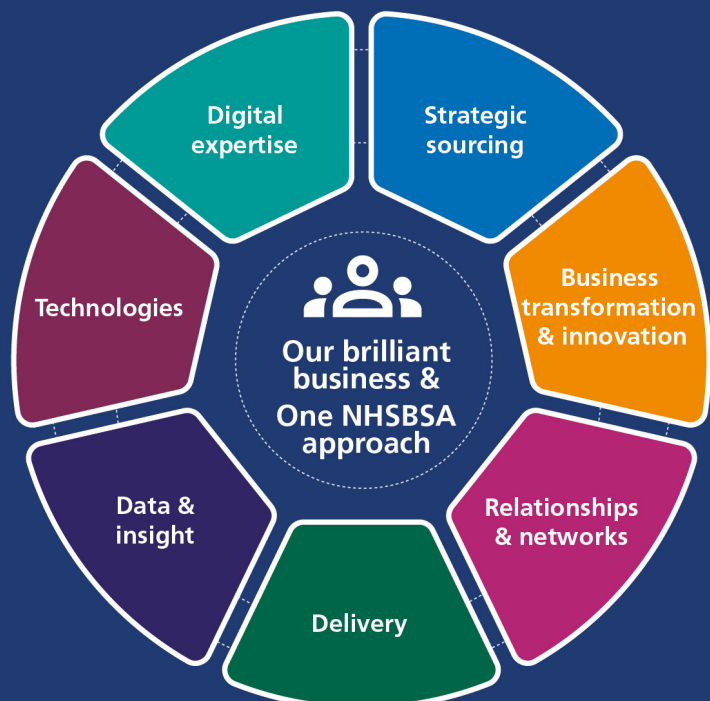 Digital
expertise
Strategic
sourcing
Technologies
Business
transformation
& innovation
Our brilliant
business &
One NHSBSA
approach
Data &
insight
Relationships
& networks
Delivery